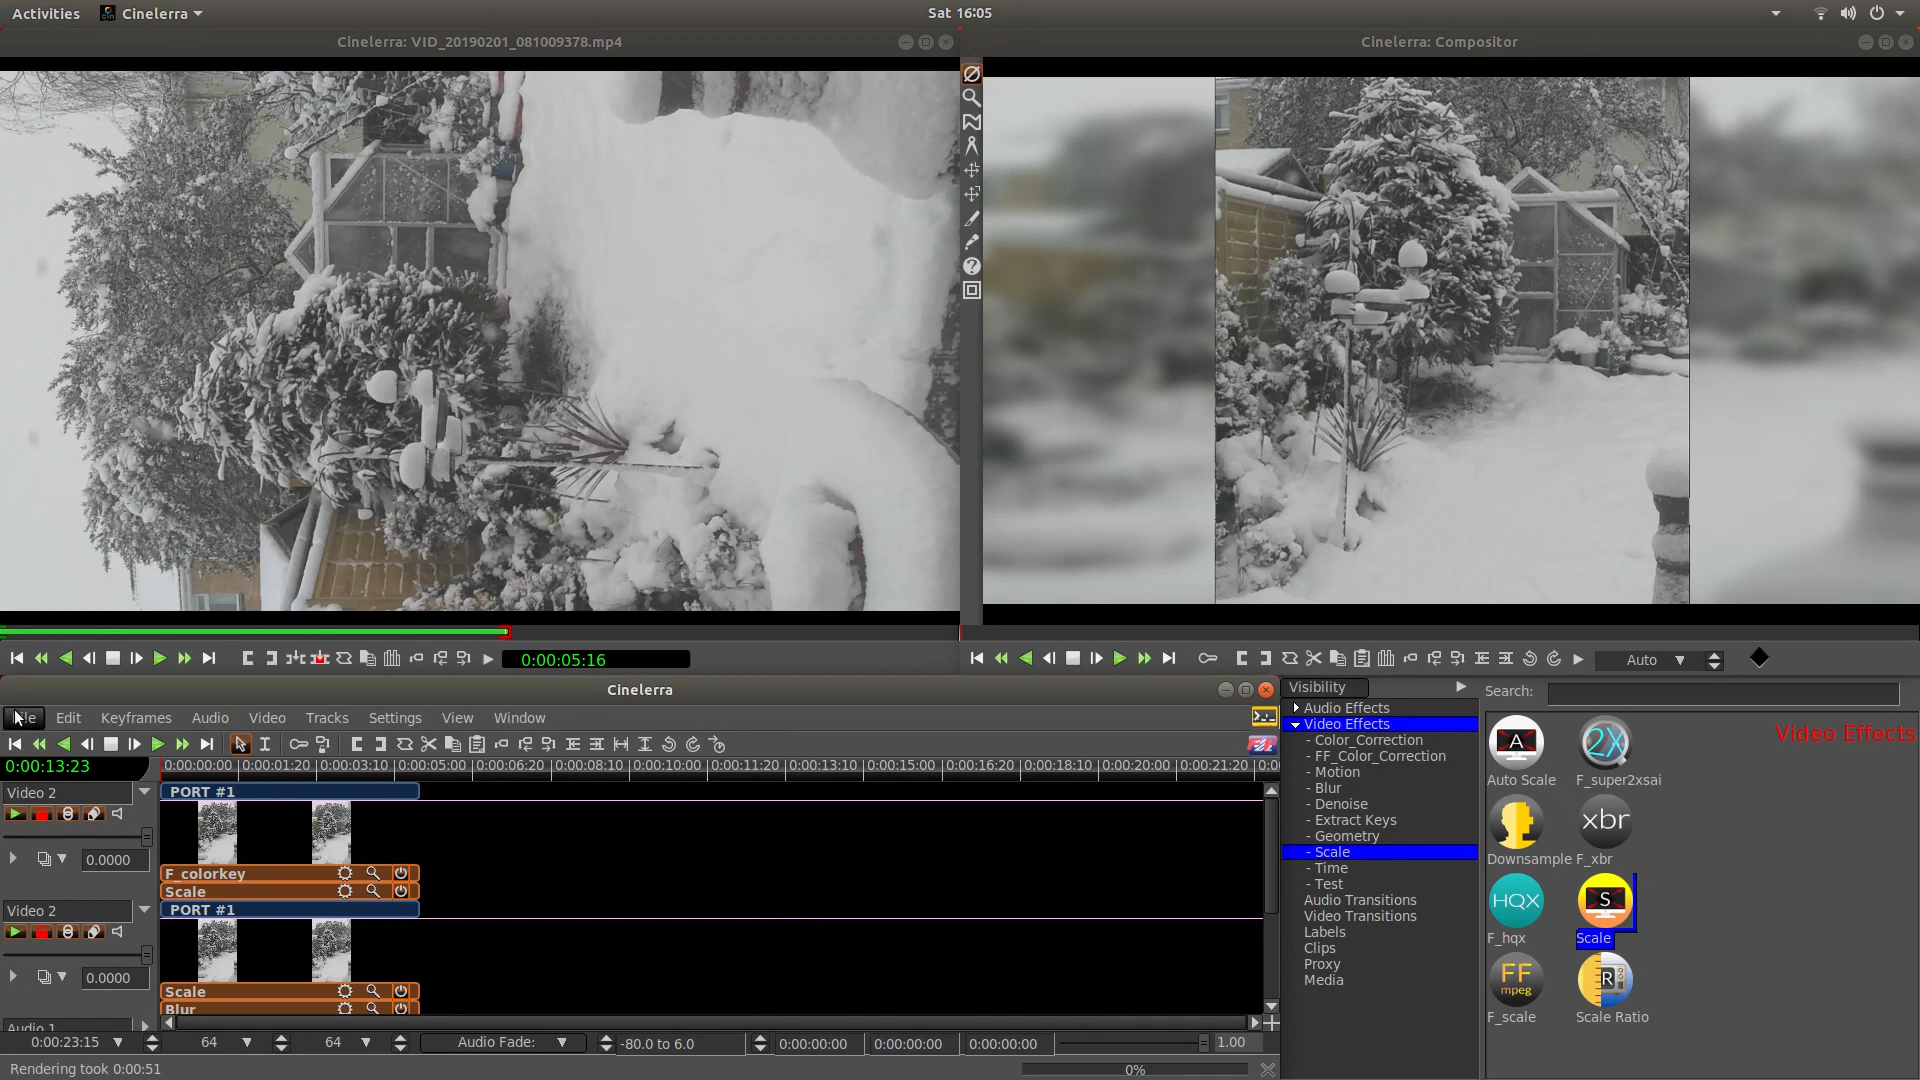 Activities Cinelerra Sat 16:05
Cinelerra: VID_20190201_081009378.mp4
Cinelerra: Compositor
0:00:05:16
Auto
Cinelerra
File Edit Keyframes Audio Video Tracks Settings View Window
0:00:13:23
0:00:00:00 0:00:01:20 0:00:03:10 0:00:05:00 0:00:06:20 0:00:08:10 0:00:10:00 0:00:11:20 0:00:13:10 0:00:15:00 0:00:16:20 0:00:18:10 0:00:20:00 0:00:21:20
Video 2
PORT #1
0.0000
F_colorkey
Scale
Video 2
PORT #1
0.0000
Scale
Blur
Audio 1
0:00:23:15 64 64 Audio Fade: -80.0 to 6.0 0:00:00:00 0:00:00:00 0:00:00:00 1.00
Rendering took 0:00:51
0%
Visibility
Audio Effects
Video Effects
- Color_Correction
- FF_Color_Correction
- Motion
- Blur
- Denoise
- Extract Keys
- Geometry
- Scale
- Time
- Test
Audio Transitions
Video Transitions
Labels
Clips
Proxy
Media
Search:
Video Effects
A
2X
Auto Scale F_super2xsai
xbr
Downsample F_xbr
HQX
S
F_hqx Scale
FF
mpeg
R
F_scale Scale Ratio